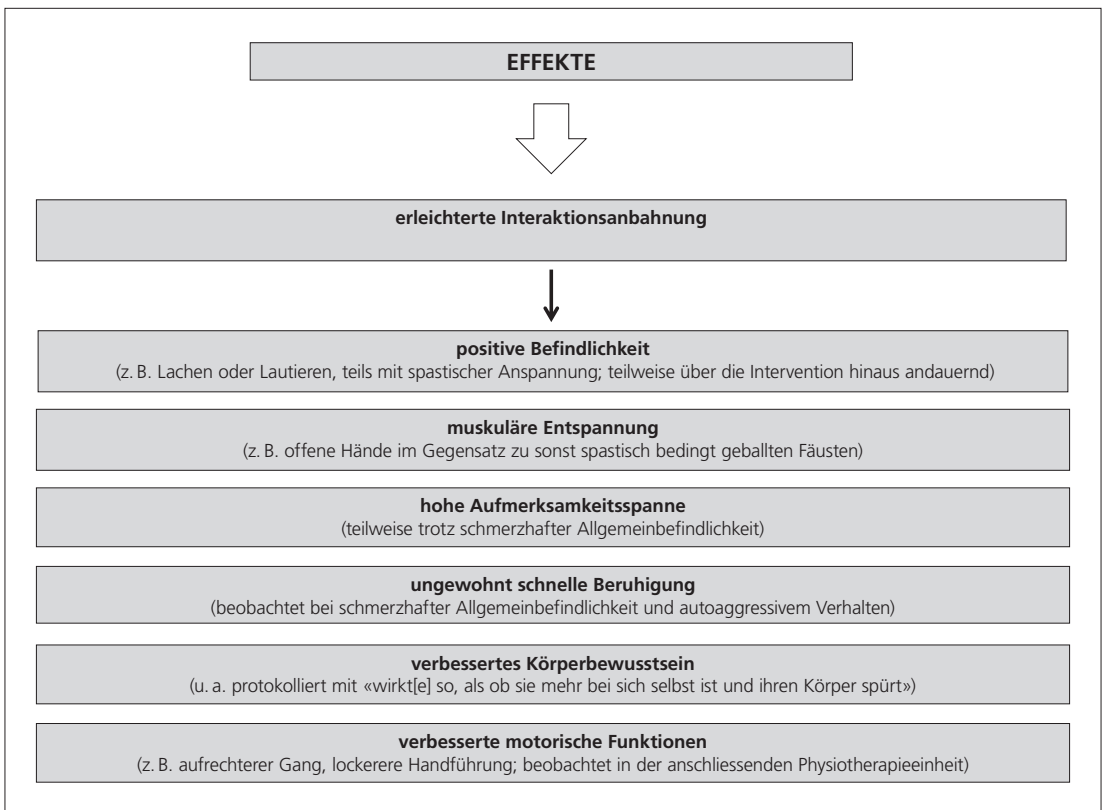 EFFEKTE
erleichterte Interaktionsanbahnung
positive Befindlichkeit
(z. B. Lachen oder Lautieren, teils mit spastischer Anspannung; teilweise über die Intervention hinaus andauernd)
muskuläre Entspannung
(z. B. offene Hände im Gegensatz zu sonst spastisch bedingt geballten Fäusten)
hohe Aufmerksamkeitsspanne
(teilweise trotz schmerzhafter Allgemeinbefindlichkeit)
ungewohnt schnelle Beruhigung
(beobachtet bei schmerzhafter Allgemeinbefindlichkeit und autoaggressivem Verhalten)
verbessertes Körperbewusstsein
(u. a. protokolliert mit «wirkt[e] so, als ob sie mehr bei sich selbst ist und ihren Körper spürt»)
verbesserte motorische Funktionen
(z. B. aufrechterer Gang, lockerere Handführung; beobachtet in der anschliessenden Physiotherapieeinheit)